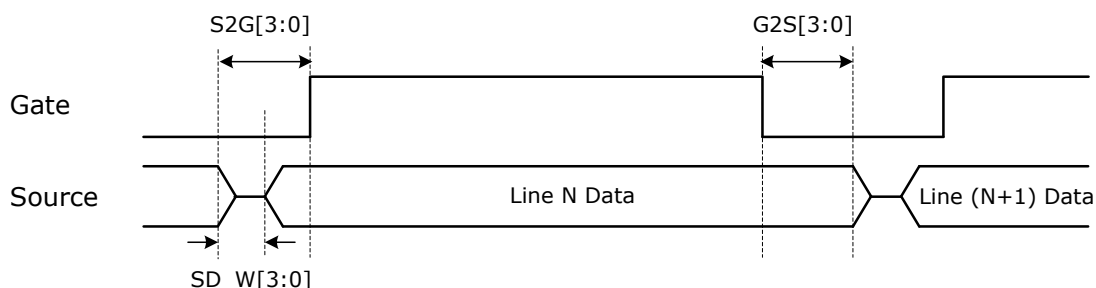 S2G[3:0] G2S[3:0]
Gate
Source Line N Data Line (N+1) Data
SD_W[3:0]